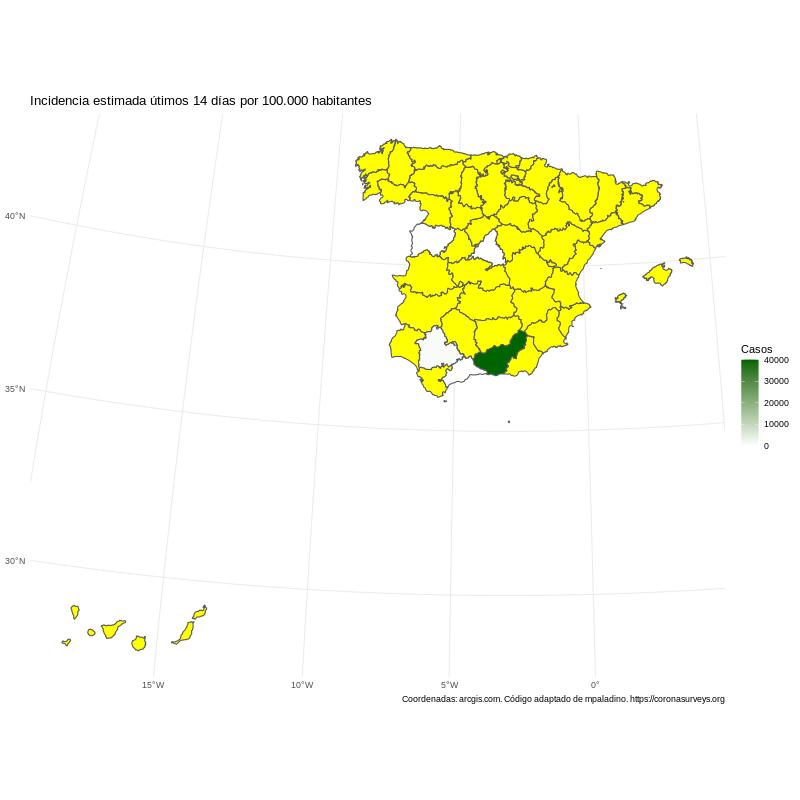 Incidencia estimada útimos 14 días por 100.000 habitantes
40°N
35°N
30°N
15°W
10°W
5°W
0°
Casos
40000
30000
20000
10000
0
Coordenadas: arcgis.com. Código adaptado de mpaladino. https://coronasurveys.org